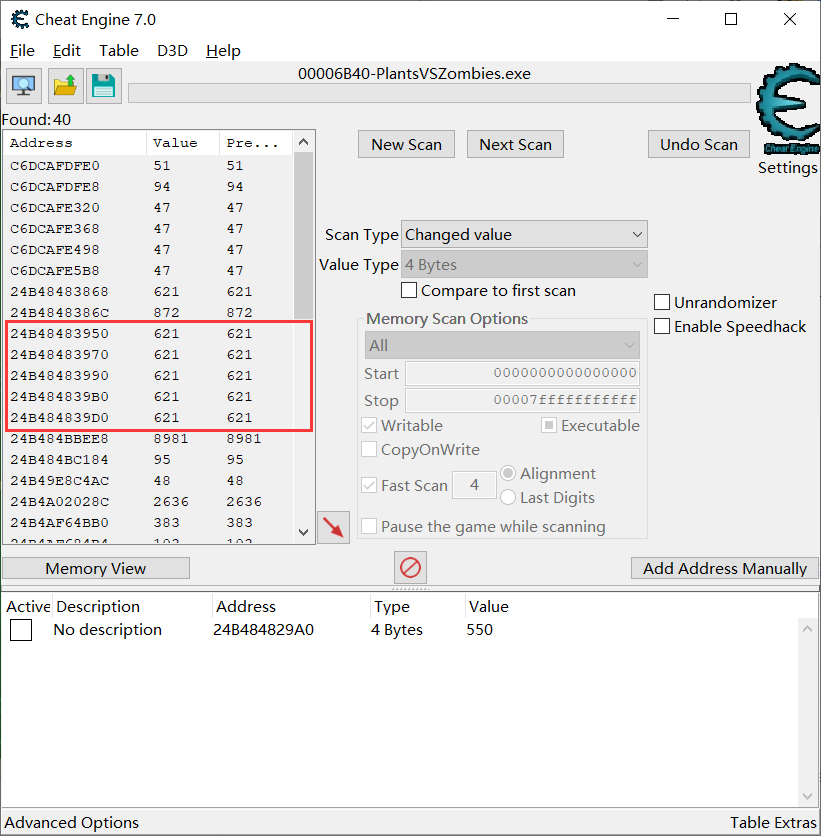 Cheat Engine 7.0
File Edit Table D3D Help
00006B40-PlantsVSZombies.exe
Found:40
Address Value Pre...
C6DCAFDFE0 51 51
C6DCAFDFE8 94 94
C6DCAFE320 47 47
C6DCAFE368 47 47
C6DCAFE498 47 47
C6DCAFE5B8 47 47
24B48483868 621 621
24B4848386C 872 872
24B48483950 621 621
24B48483970 621 621
24B48483990 621 621
24B484839B0 621 621
24B484839D0 621 621
24B484BBEE8 8981 8981
24B484BC184 95 95
24B49E8C4AC 48 48
24B4A02028C 2636 2636
24B4AF64BB0 383 383
New Scan Next Scan Undo Scan
Cheat Engine
Settings
Scan Type Changed value
Value Type 4 Bytes
Compare to first scan
Unrandomizer
Enable Speedhack
Memory Scan Options
All
Start 0000000000000000
Stop 00007fffffffffff
Writable Executable
CopyOnWrite
Fast Scan 4 Alignment
Last Digits
Pause the game while scanning
Memory View Add Address Manually
Active Description Address Type Value
No description 24B484829A0 4 Bytes 550
Advanced Options Table Extras